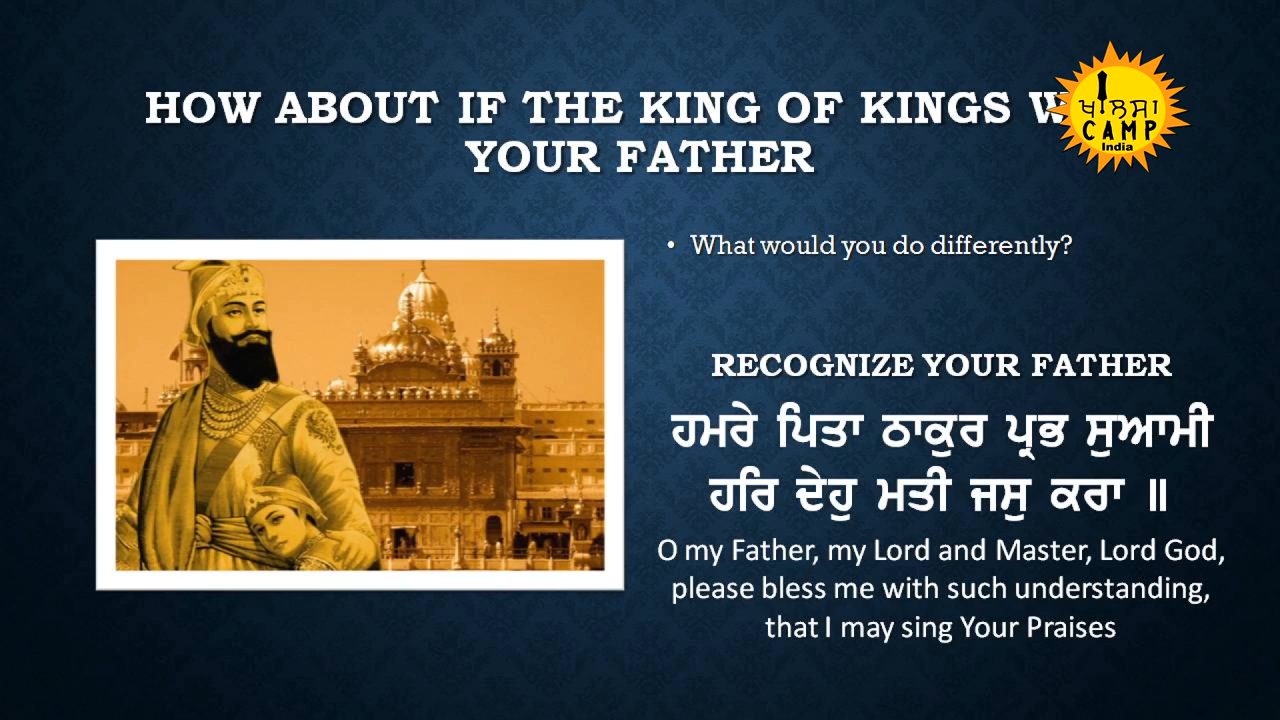 HOW ABOUT IF THE KING OF KINGS
YOUR FATHER
ਖਾਲਸਾ
CAMP
India
• What would you do differently?
RECOGNIZE YOUR FATHER
ਹਮਰੇ ਪਿਤਾ ਠਾਕੁਰ ਪ੍ਰਭ ਸੁਆਮੀ
ਹਰਿ ਦੇਹੁ ਮਤੀ ਜਸੁ ਕਰਾ ॥
O my Father, my Lord and Master, Lord God,
please bless me with such understanding,
that I may sing Your Praises